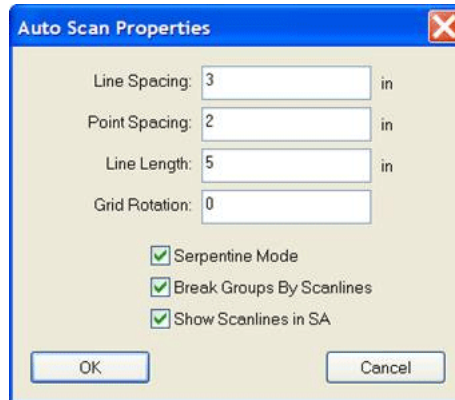 Auto Scan Properties
Line Spacing: 3 in
Point Spacing: 2 in
Line Length: 5 in
Grid Rotation: 0
Serpentine Mode
Break Groups By Scanlines
Show Scanlines in SA
OK Cancel